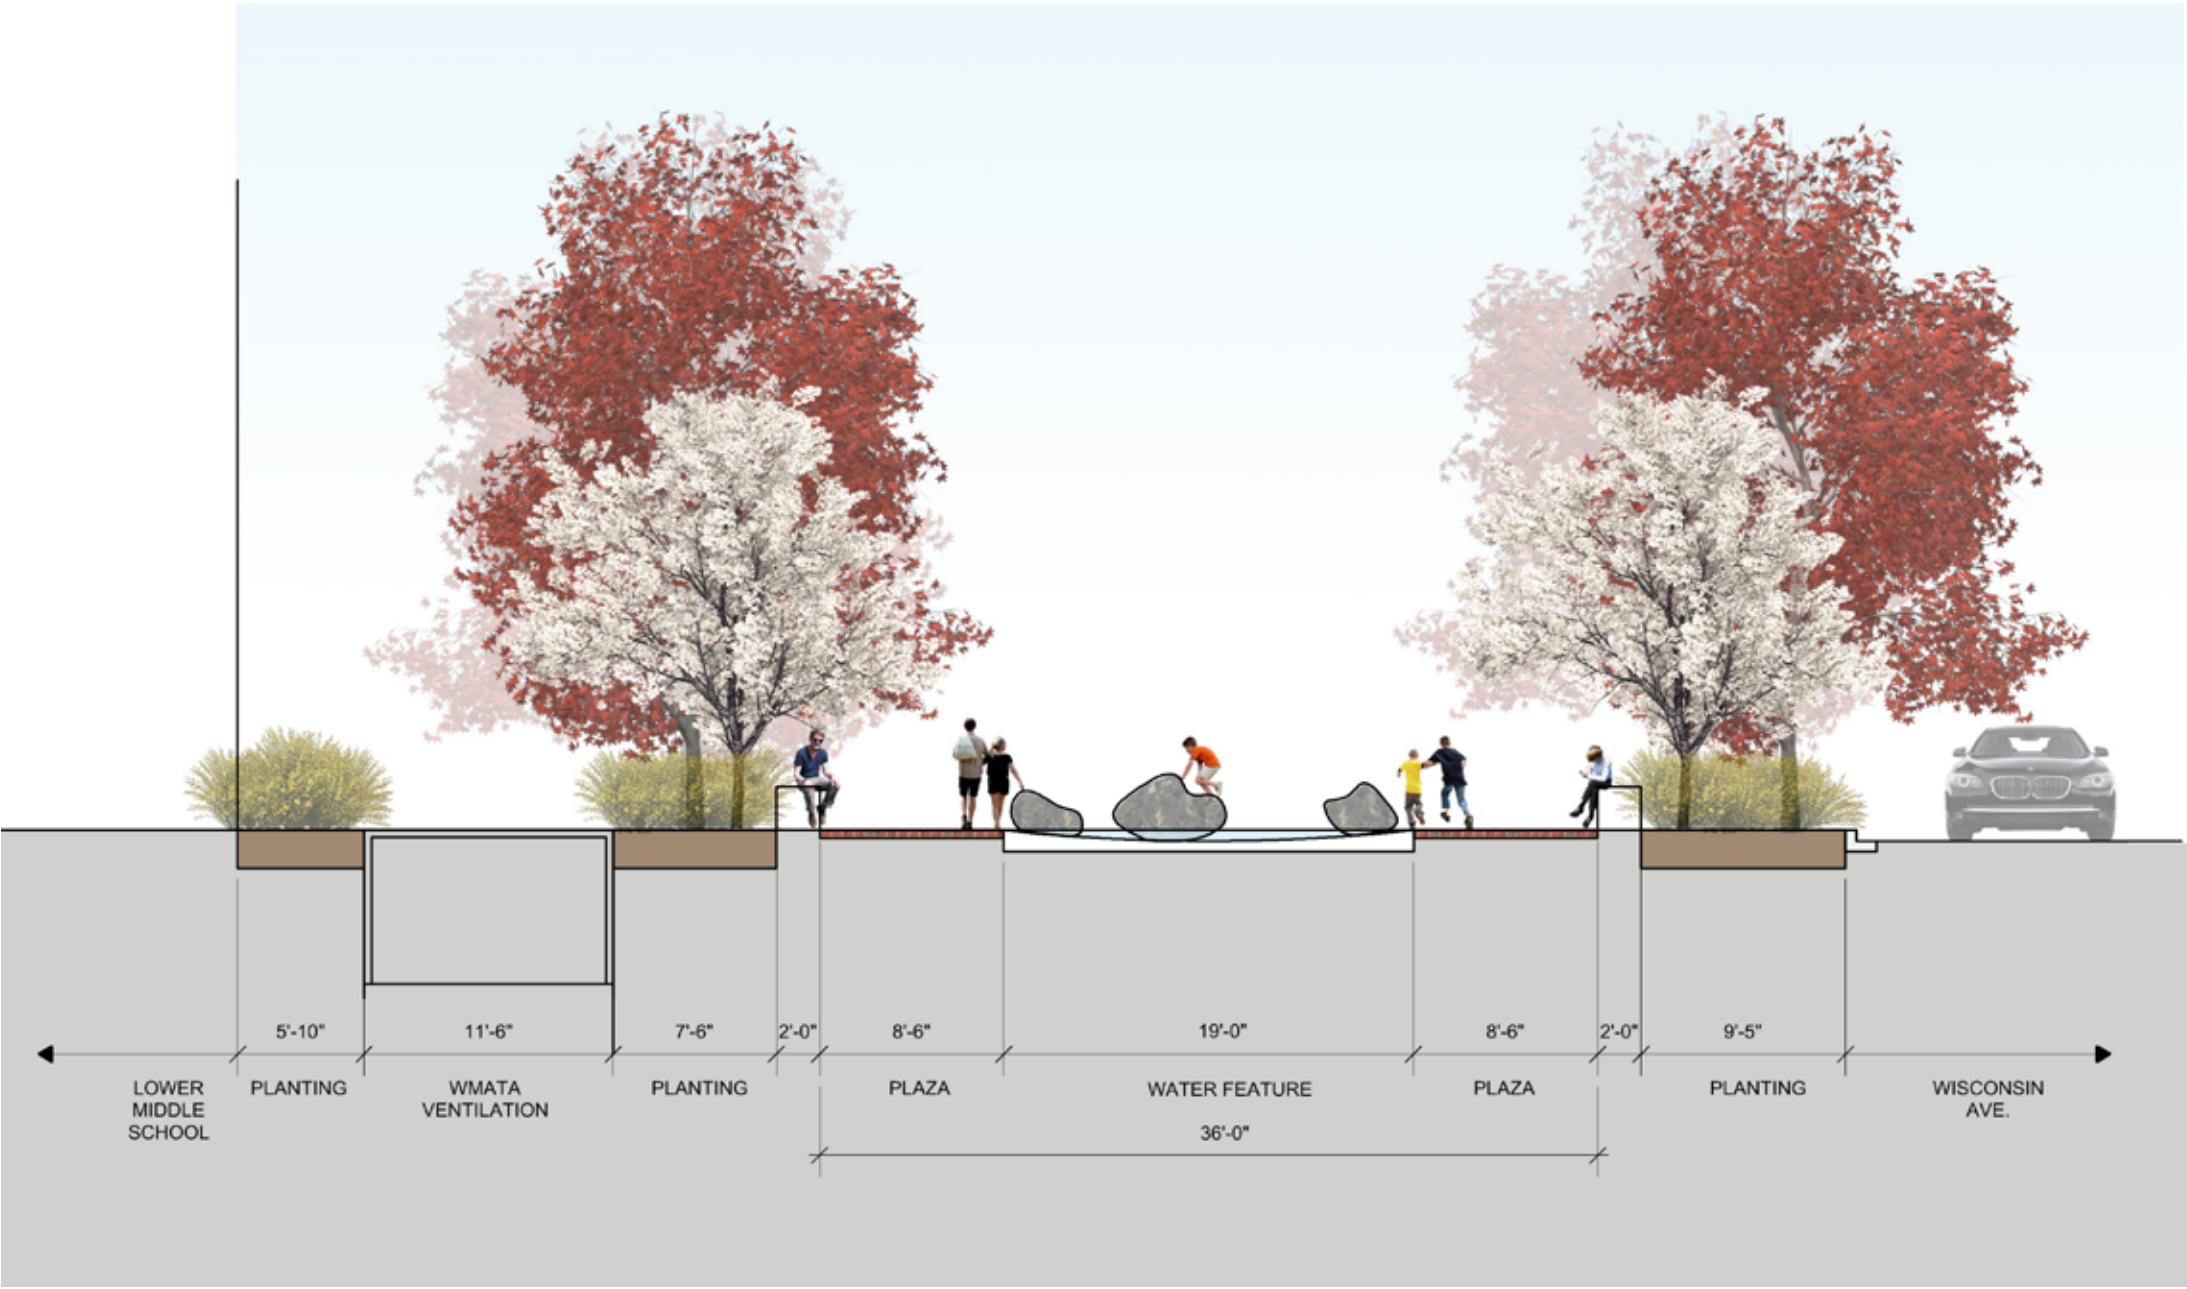 5'-10"
11'-6"
7'-6"
2'-0"
8'-6"
19'-0"
8'-6"
2'-0"
9'-5"
LOWER
MIDDLE
SCHOOL
PLANTING
WMATA
VENTILATION
PLANTING
PLAZA
WATER FEATURE
PLAZA
PLANTING
WISCONSIN
AVE.
36'-0"